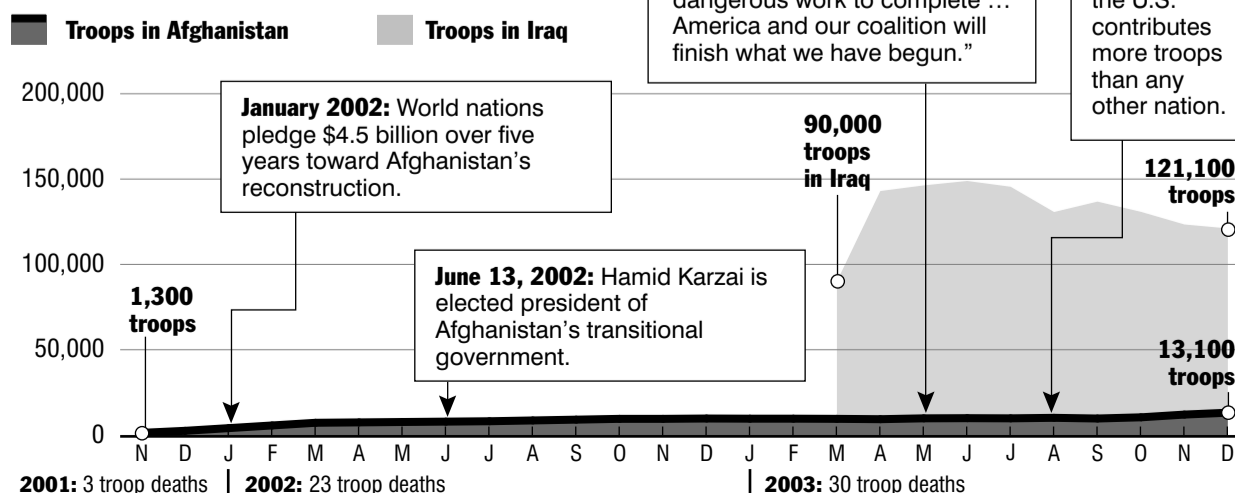 dangerous work to complete …
America and our coalition will
finish what we have begun.”
the U.S.
contributes
more troops
than any
other nation.
Troops in Afghanistan
Troops in Iraq
200,000
150,000
100,000
50,000
0
January 2002: World nations
pledge $4.5 billion over five
years toward Afghanistan’s
reconstruction.
90,000
troops
in Iraq
121,100
troops
June 13, 2002: Hamid Karzai is
elected president of
Afghanistan’s transitional
government.
1,300
troops
13,100
troops
N D J F M A M J J A S O N D J F M A M J J A S O N D
2001: 3 troop deaths
2002: 23 troop deaths
2003: 30 troop deaths